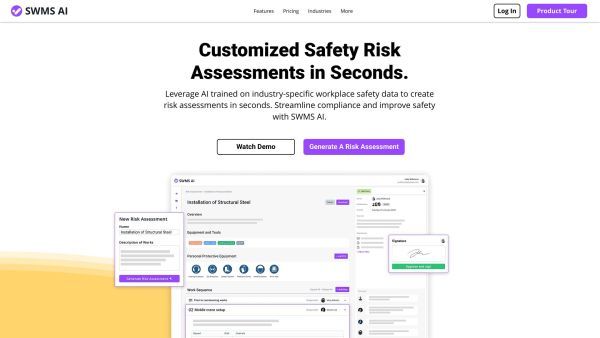 SWMS AI
Features
Pricing
Industries
More
Log In
Product Tour
Customized Safety Risk
Assessments in Seconds.
Leverage AI trained on industry-specific workplace safety data to create
risk assessments in seconds. Streamline compliance and improve safety
with SWMS AI.
Watch Demo
Generate A Risk Assessment
SWMS AI
Installation of Structural Steel
Overview
Equipment and Tools
Personal Protective Equipment
Work Sequence
02 Mobile crane setup
New Risk Assessment
Name
Installation of Structural Steel
Description of Works
Generate Risk Assessment
Signature
Approve and sign